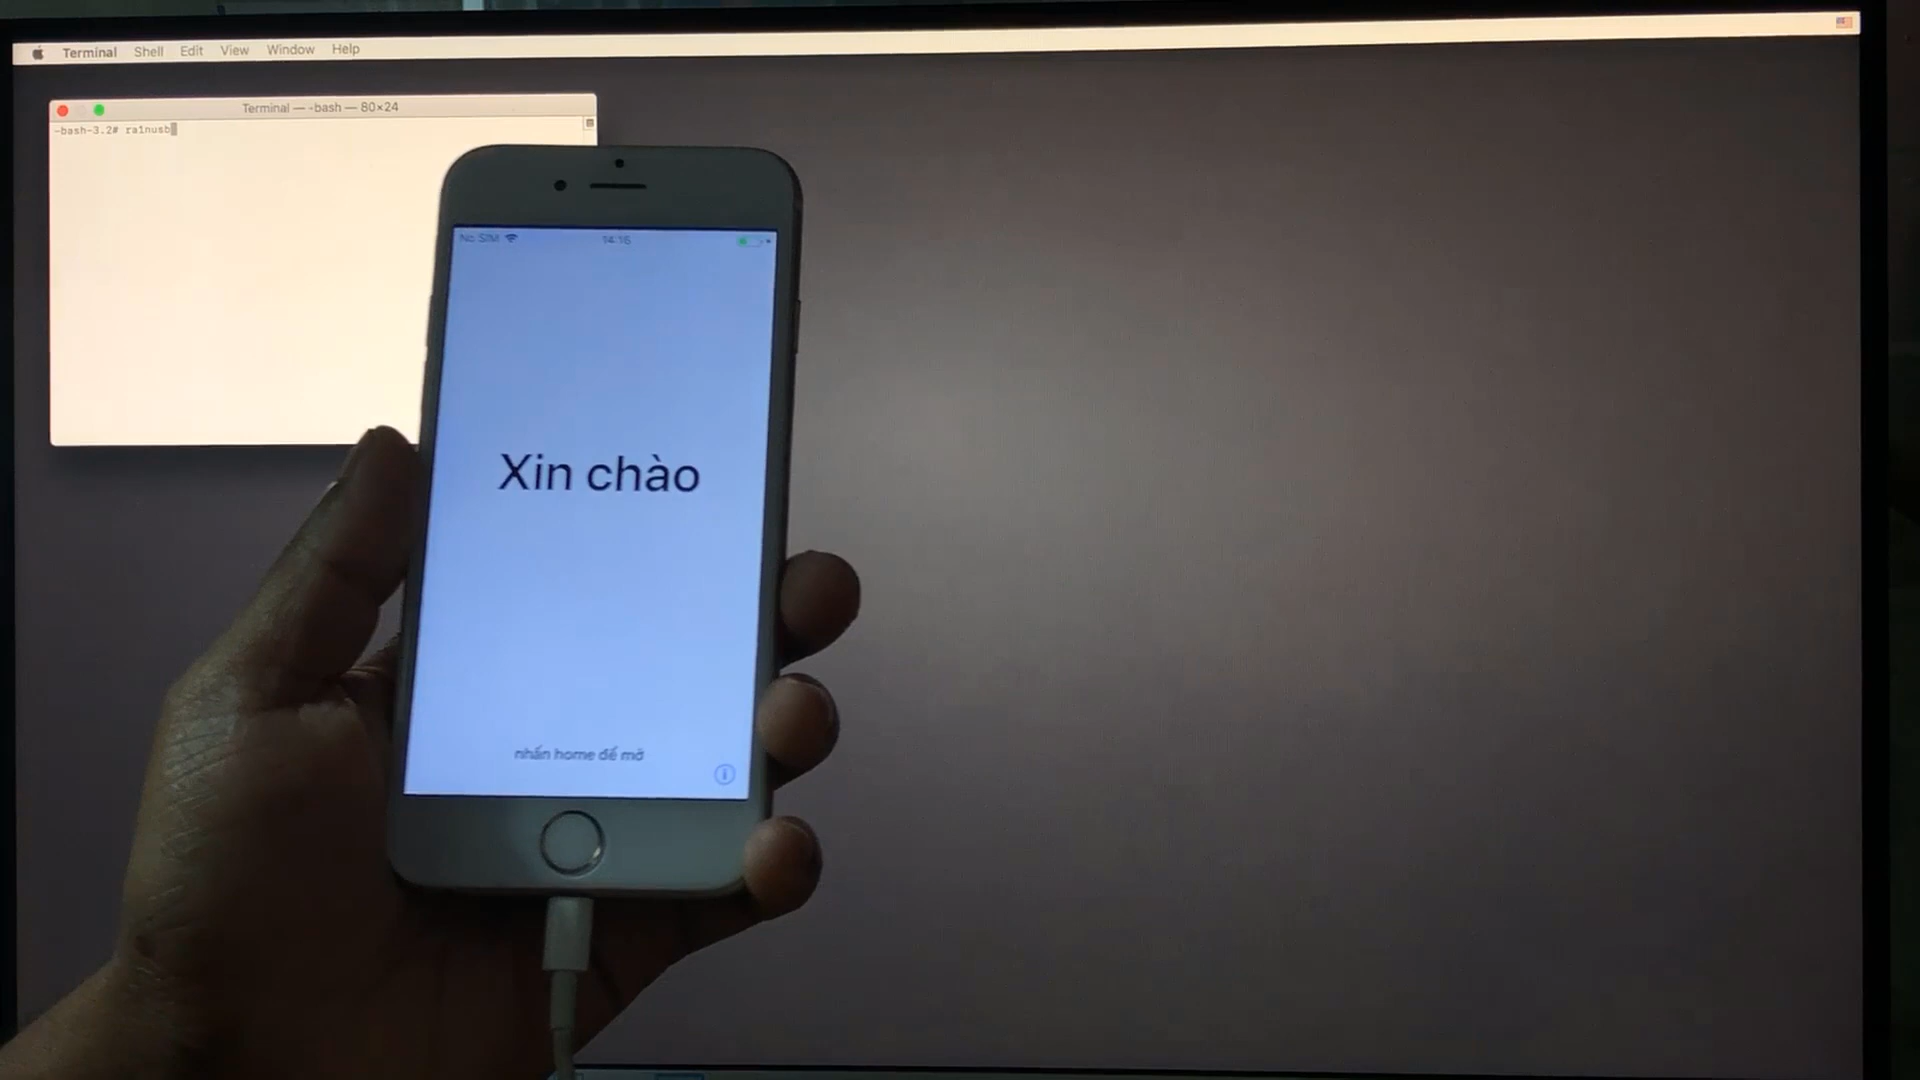 Terminal Shell Edit View Window Help
Terminal — -bash — 80×24
-bash-3.2# ra1nusb
No SIM 14:16
Xin chào
nhấn home để mở